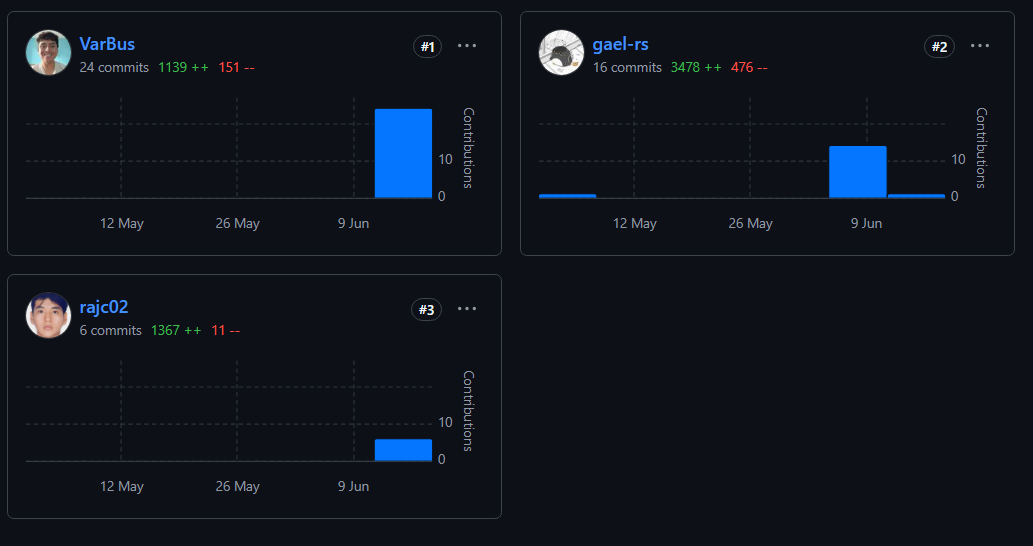 VarBus
#1
24 commits 1139 ++ 151 --
Contributions
10
0
12 May 26 May 9 Jun
gael-rs
#2
16 commits 3478 ++ 476 --
Contributions
10
0
12 May 26 May 9 Jun
rajc02
#3
6 commits 1367 ++ 11 --
Contributions
10
0
12 May 26 May 9 Jun